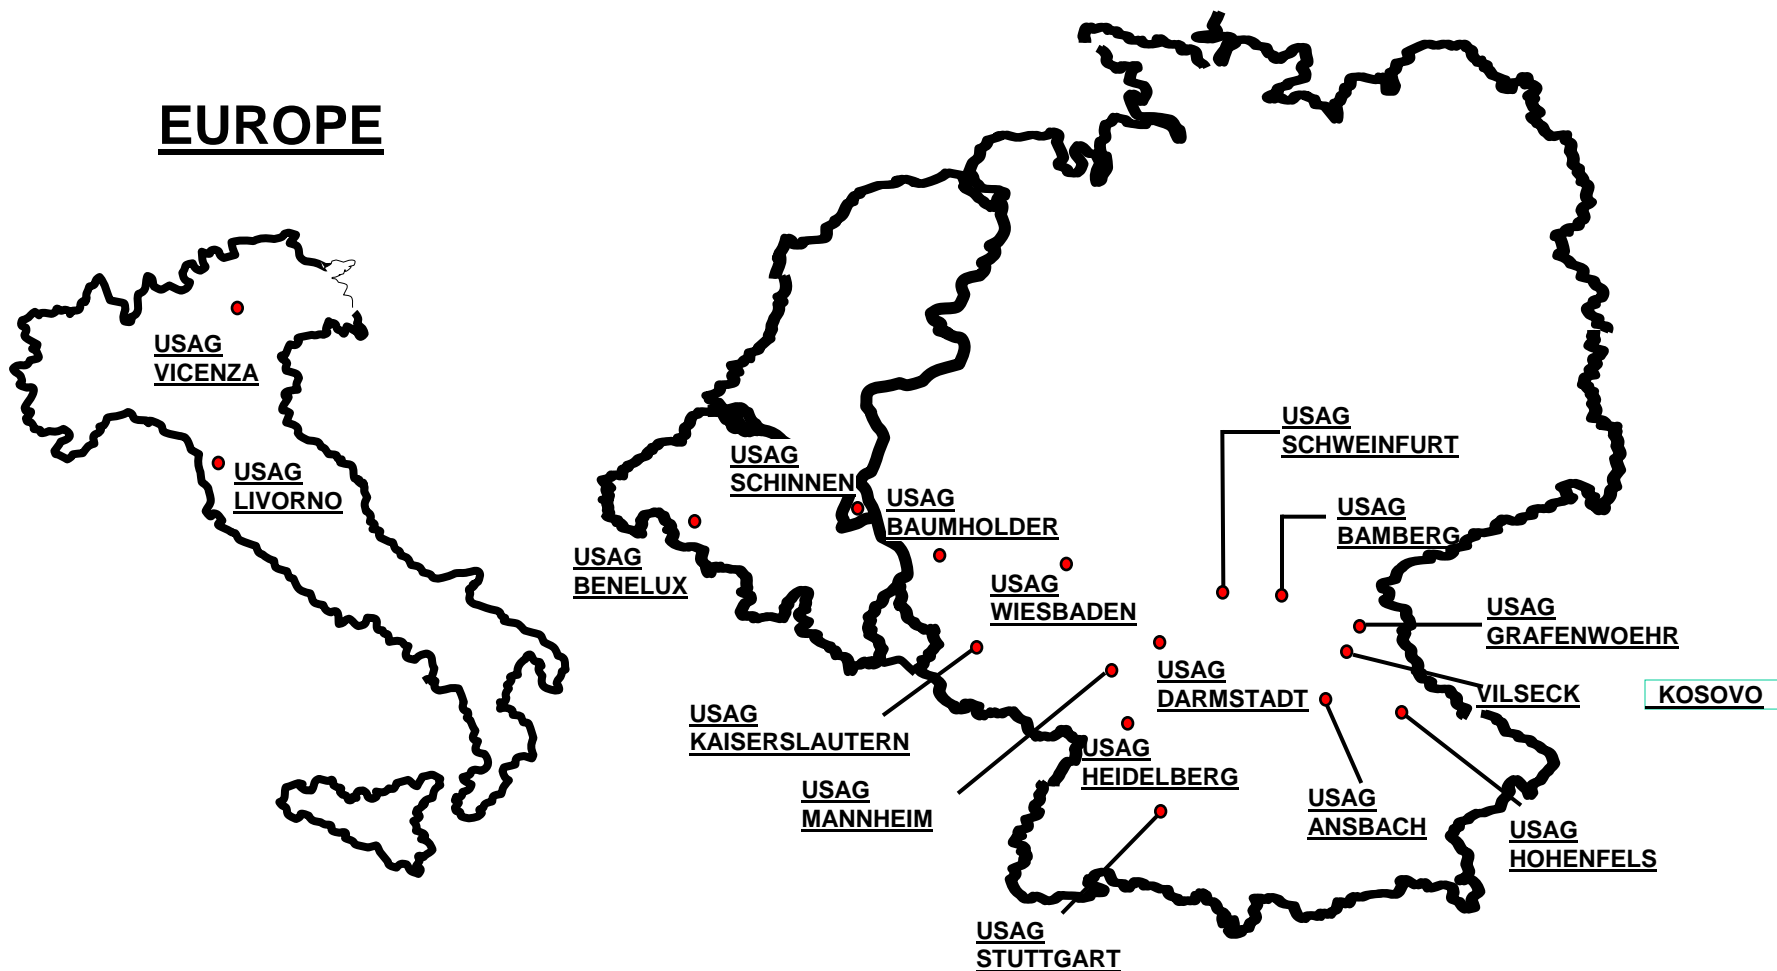 EUROPE
USAG
VICENZA
USAG
LIVORNO
USAG
SCHINNEN
USAG
BENELUX
USAG
BAUMHOLDER
USAG
WIESBADEN
USAG
KAISERSLAUTERN
USAG
MANNHEIM
USAG
DARMSTADT
USAG
HEIDELBERG
USAG
STUTTGART
USAG
SCHWEINFURT
USAG
BAMBERG
USAG
GRAFENWOEHR
VILSECK
KOSOVO
USAG
ANSBACH
USAG
HOHENFELS